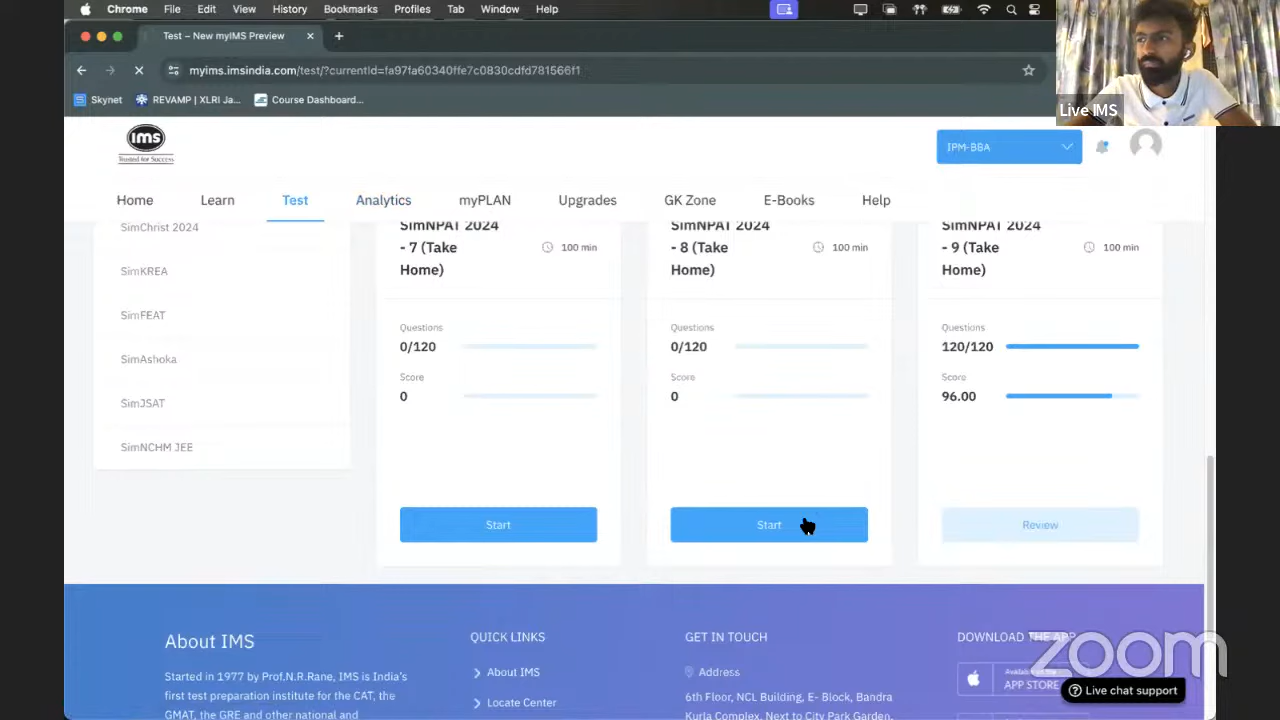 Chrome File Edit View History Bookmarks Profiles Tab Window Help
Test – New myIMS Preview
myims.imsindia.com/test/?currentId=fa97fa60340ffe7c0830cdfd781566f1
Skynet REVAMP | XLRI Ja... Course Dashboard...
Live IMS
ims
Trusted for Success
IPM-BBA
Home Learn Test Analytics myPLAN Upgrades GK Zone E-Books Help
SimChrist 2024
SimKREA
SimFEAT
SimAshoka
SimJSAT
SimNCHM JEE
SimNPAT 2024
- 7 (Take
Home)
100 min
Questions
0/120
Score
0
Start
SimNPAT 2024
- 8 (Take
Home)
100 min
Questions
0/120
Score
0
Start
SimNPAT 2024
- 9 (Take
Home)
100 min
Questions
120/120
Score
96.00
Review
About IMS
Started in 1977 by Prof.N.R.Rane, IMS is India's
first test preparation institute for the CAT, the
GMAT, the GRE and other national and
QUICK LINKS
About IMS
Locate Center
GET IN TOUCH
Address
6th Floor, NCL Building, E- Block, Bandra
Kurla Complex, Next to City Park Garden,
DOWNLOAD THE APP
Available on the
APP STORE
zoom
Live chat support